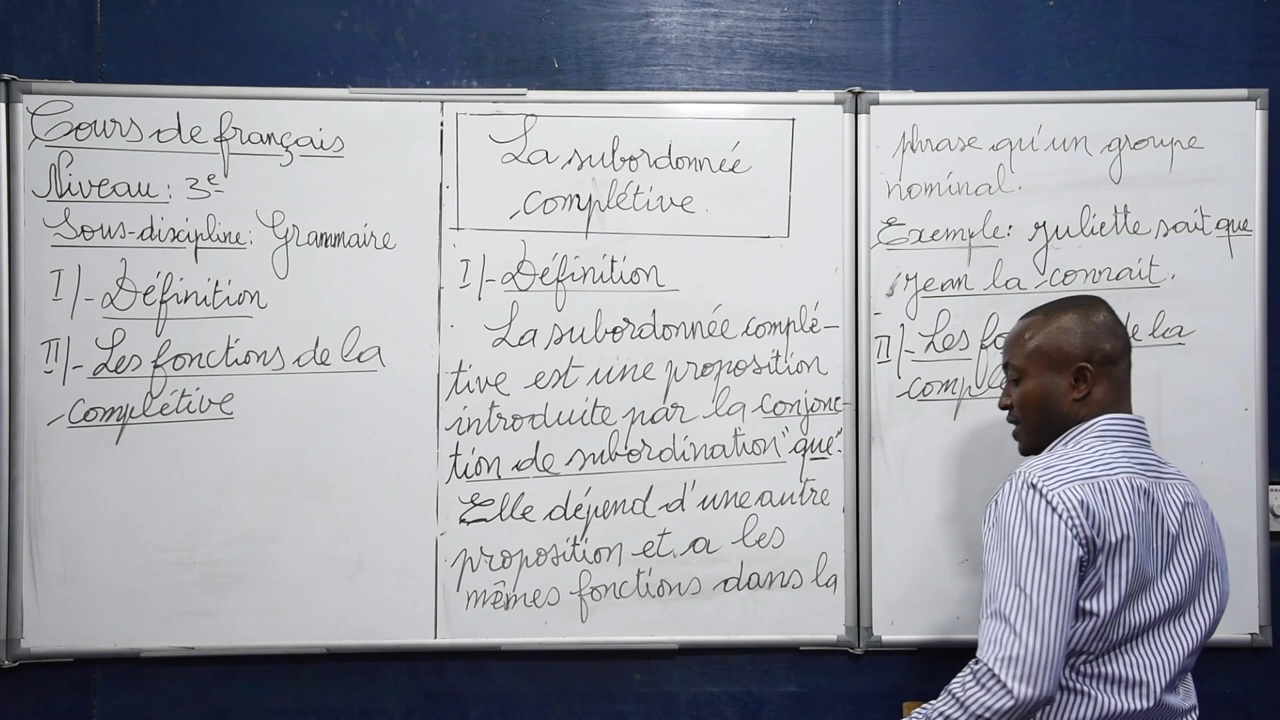 Cours de français
Niveau: 3e
Sous-discipline: Grammaire
I)-Définition
II)-Les fonctions de la
complétive
La subordonnée
complétive.
I)-Définition
La subordonnée complé-
tive est une proposition
introduite par la conjonc-
tion de subordination "que".
Elle dépend d'une autre
proposition et a les
mêmes fonctions dans la
phrase qu'un groupe
nominal.
Exemple: Juliette sait que
Jean la connait.
II)-Les de la